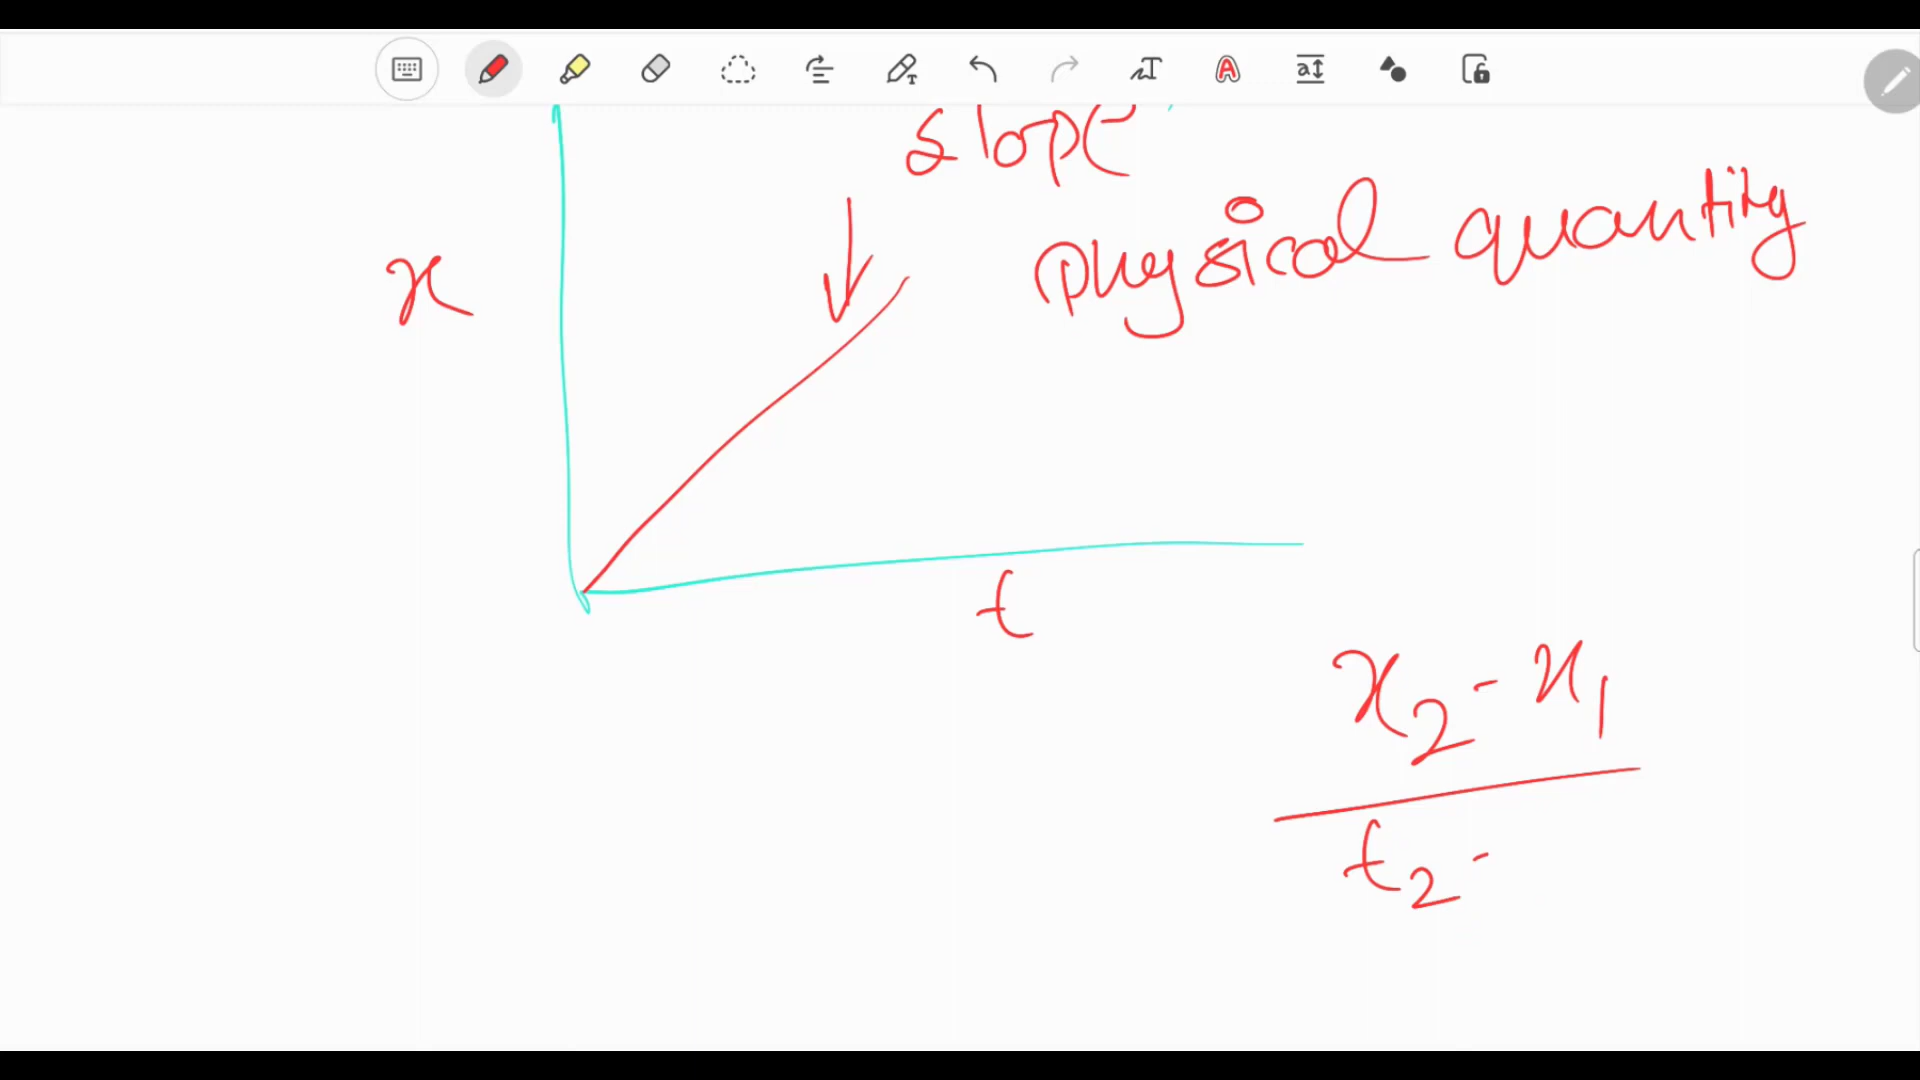 slope
physical quantity
x
t
x₂ - x₁
t₂ -